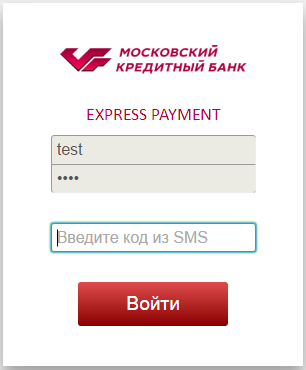 МОСКОВСКИЙ
КРЕДИТНЫЙ БАНК
EXPRESS PAYMENT
test
••••
Введите код из SMS
Войти